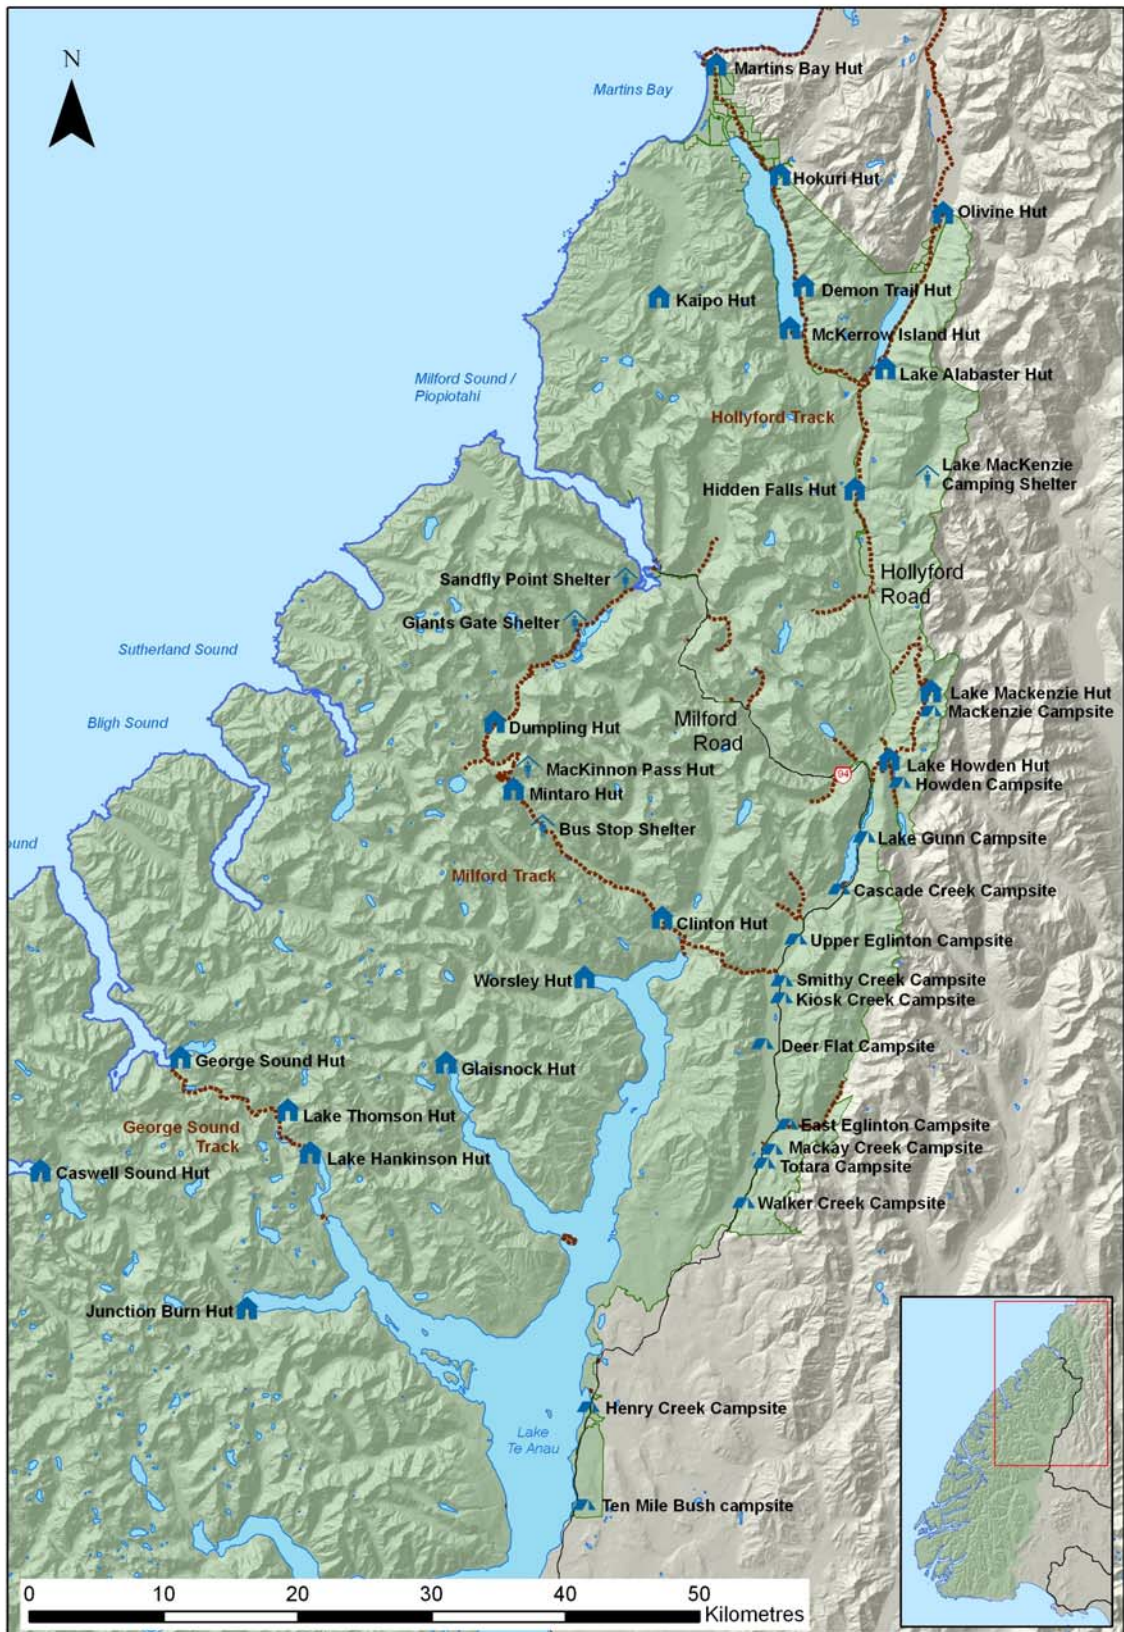 N
Martins Bay Hut
Martins Bay
Hokuri Hut
Olivine Hut
Demon Trail Hut
Kaipo Hut
McKerrow Island Hut
Lake Alabaster Hut
Milford Sound /
Piopiotahi
Hollyford Track
Lake MacKenzie
Camping Shelter
Hidden Falls Hut
Hollyford
Road
Sandfly Point Shelter
Giants Gate Shelter
Sutherland Sound
Lake Mackenzie Hut
Mackenzie Campsite
Bligh Sound
Milford
Road
Dumpling Hut
Lake Howden Hut
MacKinnon Pass Hut
94
Howden Campsite
Mintaro Hut
Bus Stop Shelter
Lake Gunn Campsite
ound
Milford Track
Cascade Creek Campsite
Clinton Hut
Upper Eglinton Campsite
Worsley Hut
Smithy Creek Campsite
Kiosk Creek Campsite
Deer Flat Campsite
George Sound Hut
Glaisnock Hut
Lake Thomson Hut
George Sound
Track
East Eglinton Campsite
Mackay Creek Campsite
Lake Hankinson Hut
Totara Campsite
Caswell Sound Hut
Walker Creek Campsite
Junction Burn Hut
Henry Creek Campsite
Lake
Te Anau
Ten Mile Bush campsite
0 10 20 30 40 50
Kilometres